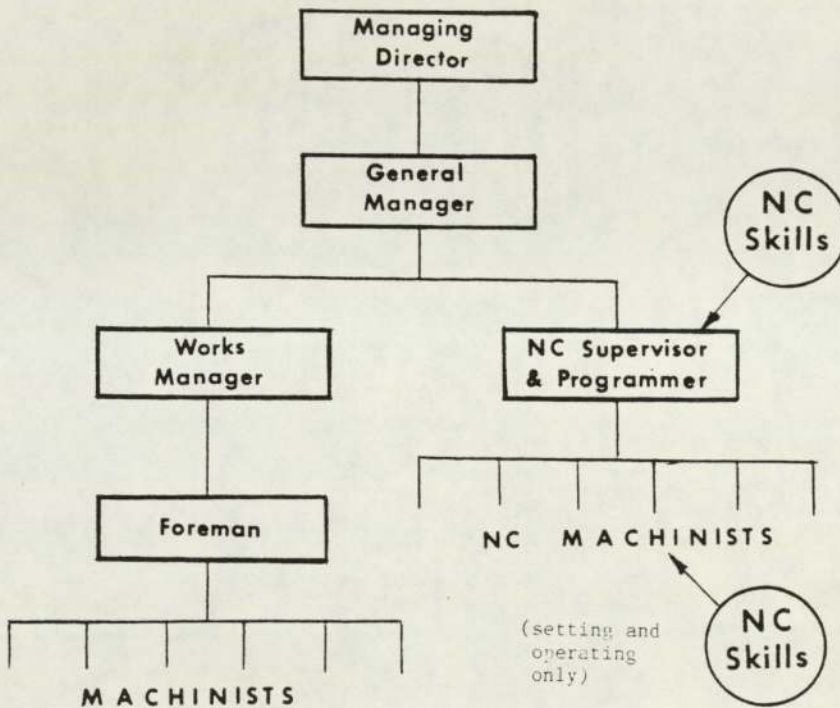 Managing
Director
General
Manager
NC
Skills
Works
Manager
NC Supervisor
& Programmer
Foreman
NC MACHINISTS
(setting and
operating
only)
NC
Skills
MACHINISTS